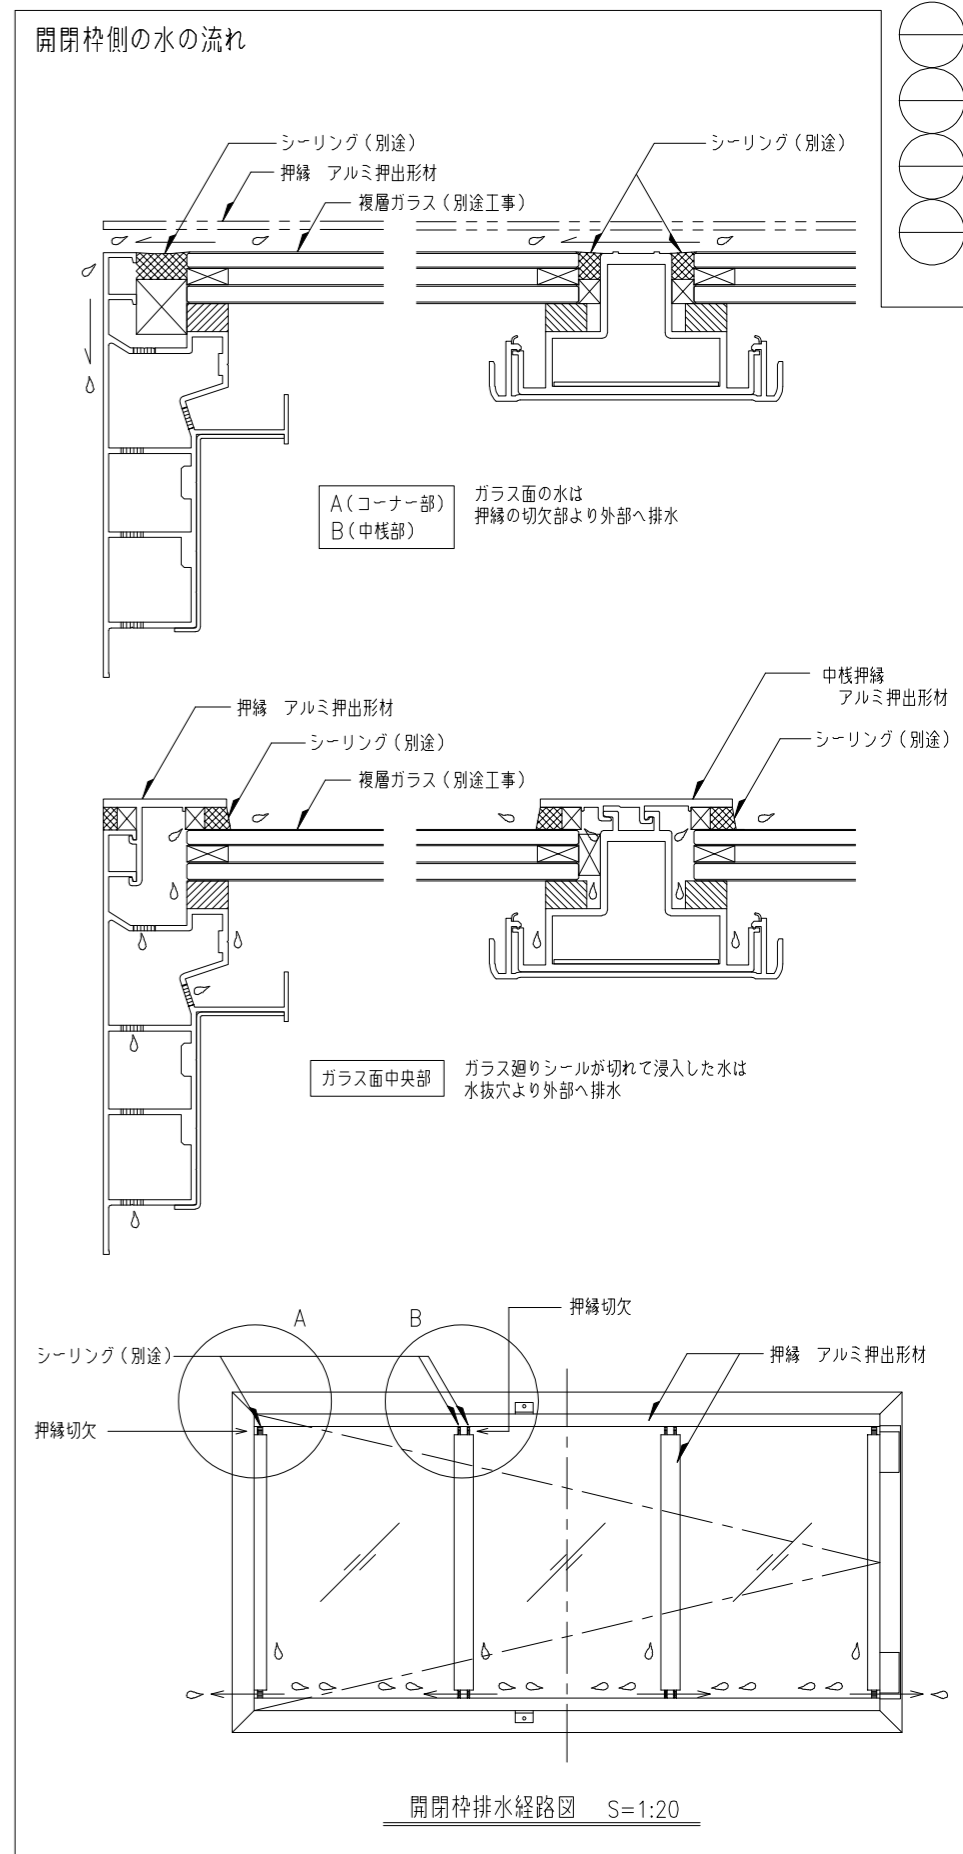 開閉枠側の水の流れ
シーリング（別途）
押縁　アルミ押出形材
複層ガラス（別途工事）
シーリング（別途）
A（コーナー部）
B（中桟部）
ガラス面の水は
押縁の切欠部より外部へ排水
中桟押縁
アルミ押出形材
押縁　アルミ押出形材
シーリング（別途）
シーリング（別途）
複層ガラス（別途工事）
ガラス面中央部
ガラス廻りシールが切れて浸入した水は
水抜穴より外部へ排水
A
B
押縁切欠
シーリング（別途）
押縁　アルミ押出形材
押縁切欠
開閉枠排水経路図　S=1:20